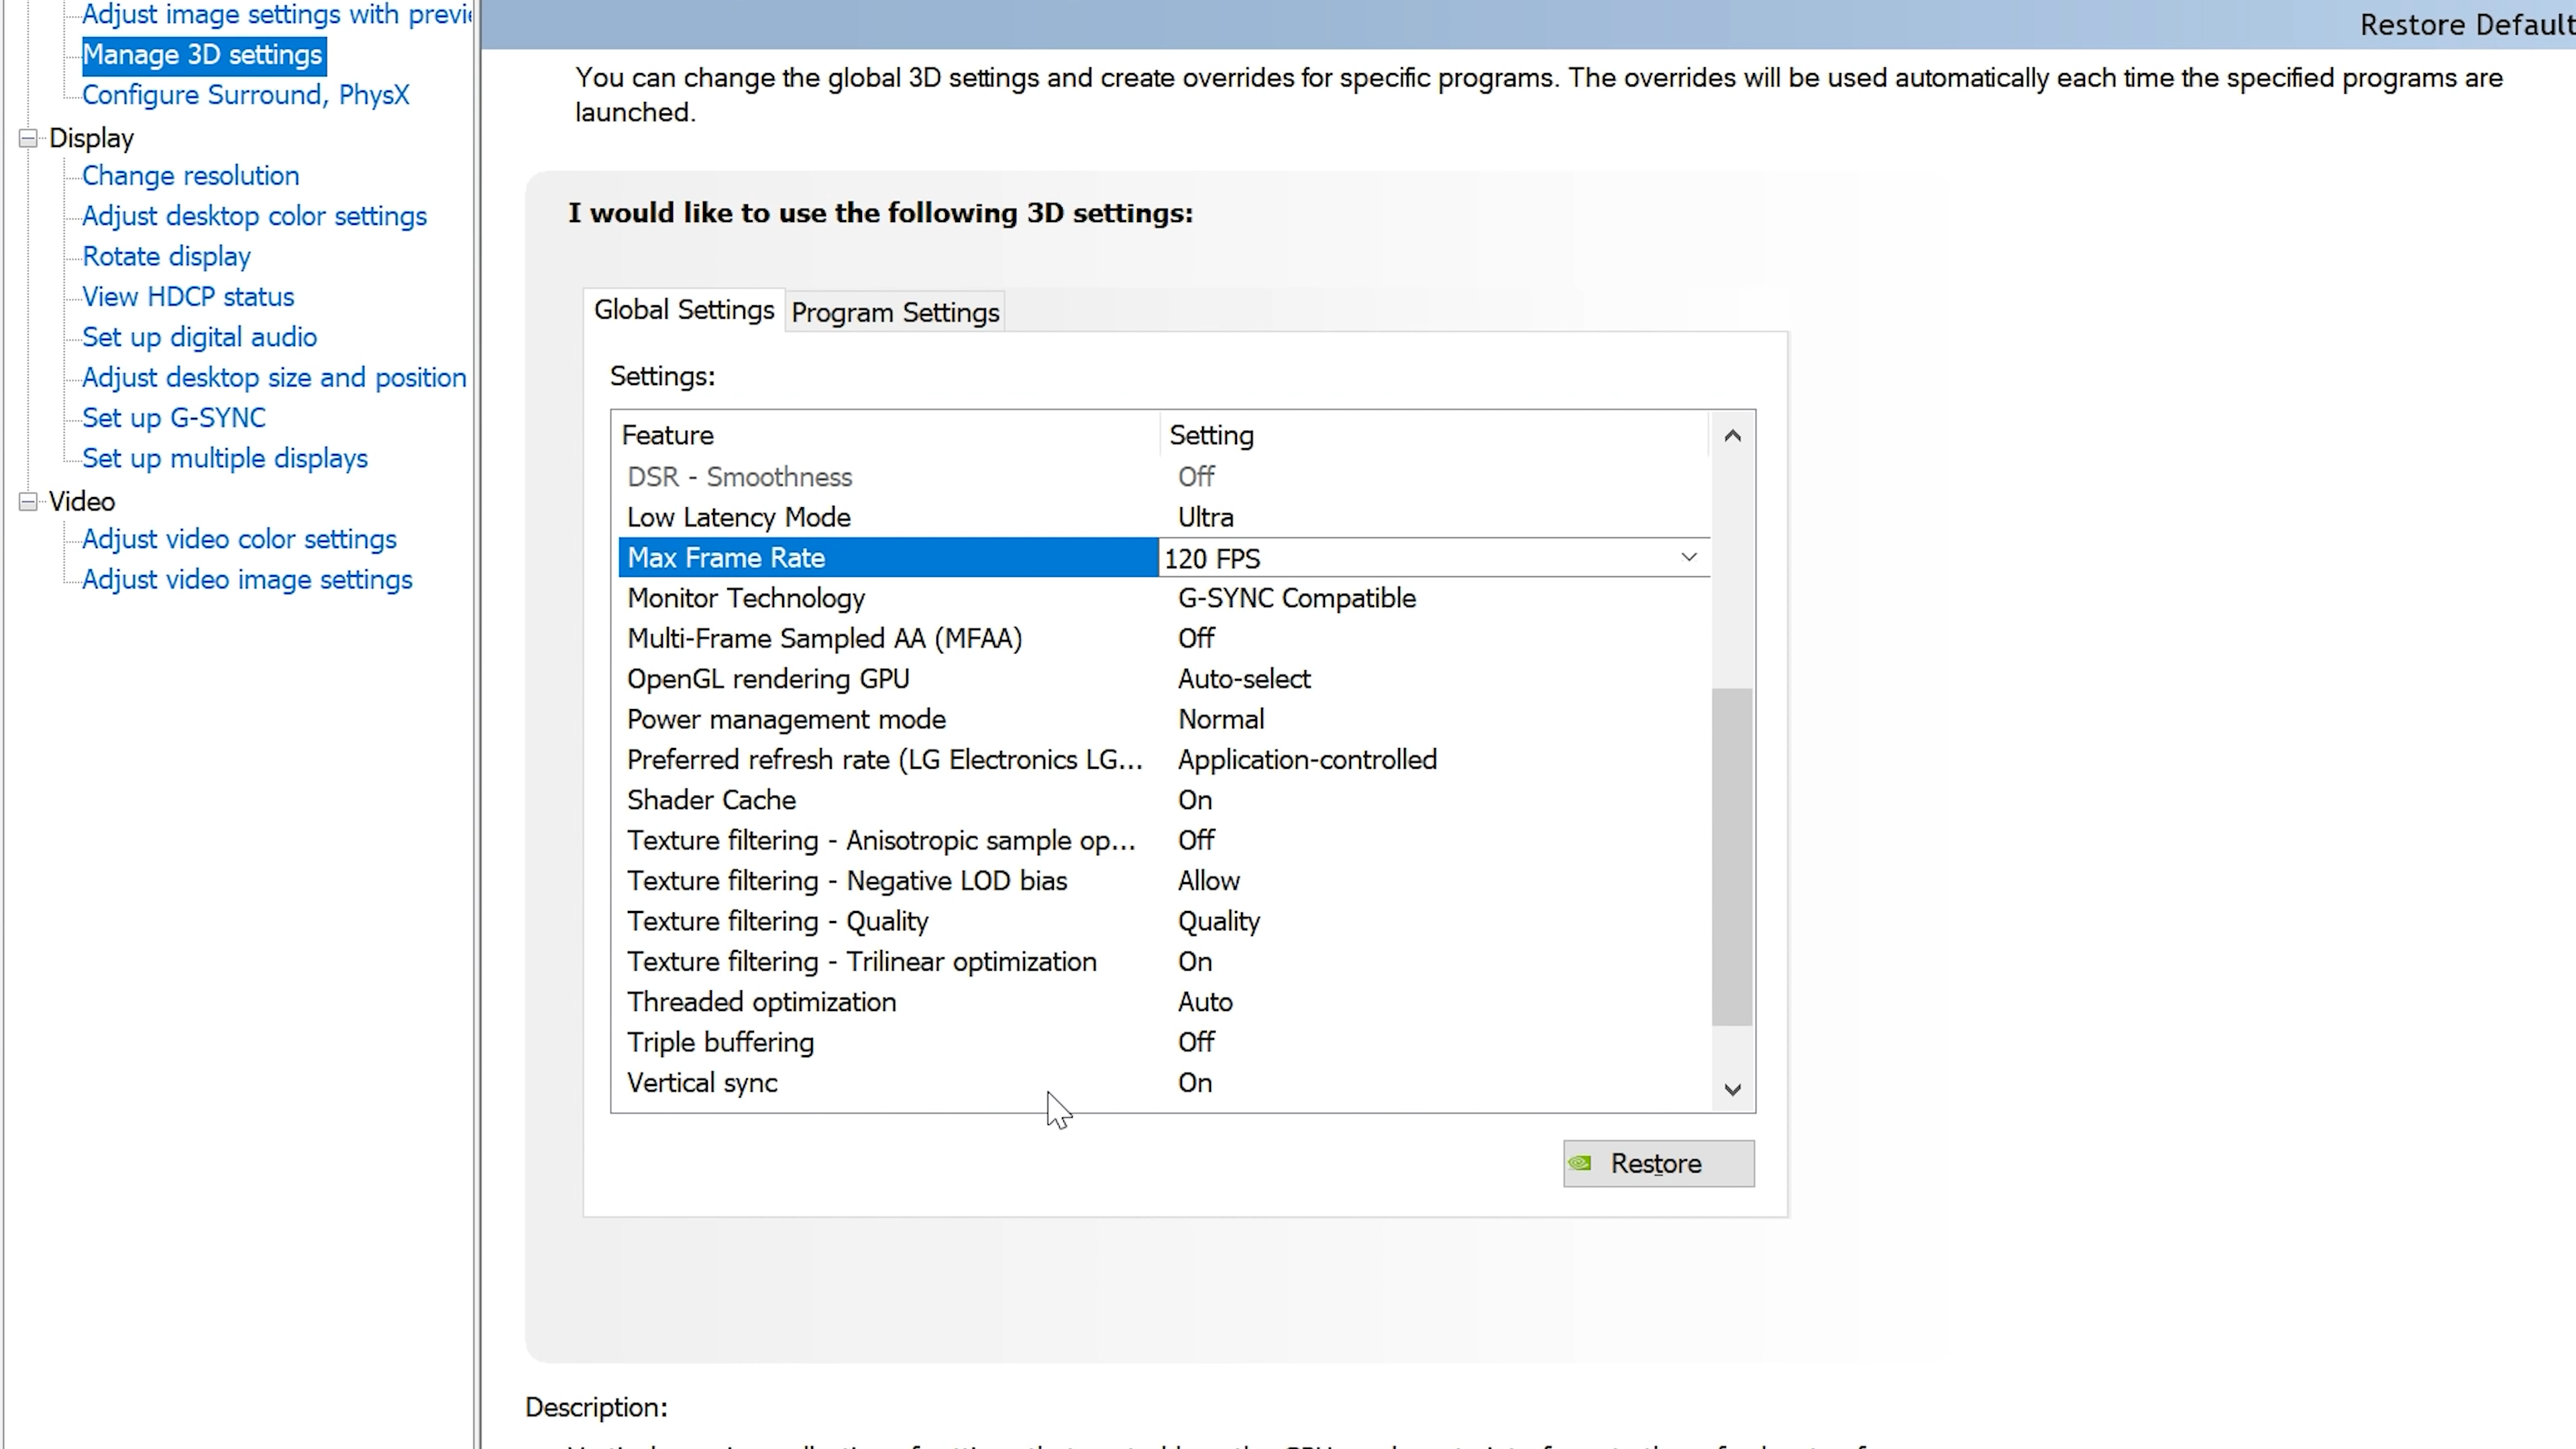 Adjust image settings with previe
Manage 3D settings
Configure Surround, PhysX
Display
Change resolution
Adjust desktop color settings
Rotate display
View HDCP status
Set up digital audio
Adjust desktop size and position
Set up G-SYNC
Set up multiple displays
Video
Adjust video color settings
Adjust video image settings
Restore Default
You can change the global 3D settings and create overrides for specific programs. The overrides will be used automatically each time the specified programs are
launched.
I would like to use the following 3D settings:
Global Settings Program Settings
Settings:
Feature Setting
DSR - Smoothness Off
Low Latency Mode Ultra
Max Frame Rate 120 FPS
Monitor Technology G-SYNC Compatible
Multi-Frame Sampled AA (MFAA) Off
OpenGL rendering GPU Auto-select
Power management mode Normal
Preferred refresh rate (LG Electronics LG... Application-controlled
Shader Cache On
Texture filtering - Anisotropic sample op... Off
Texture filtering - Negative LOD bias Allow
Texture filtering - Quality Quality
Texture filtering - Trilinear optimization On
Threaded optimization Auto
Triple buffering Off
Vertical sync On
Restore
Description: